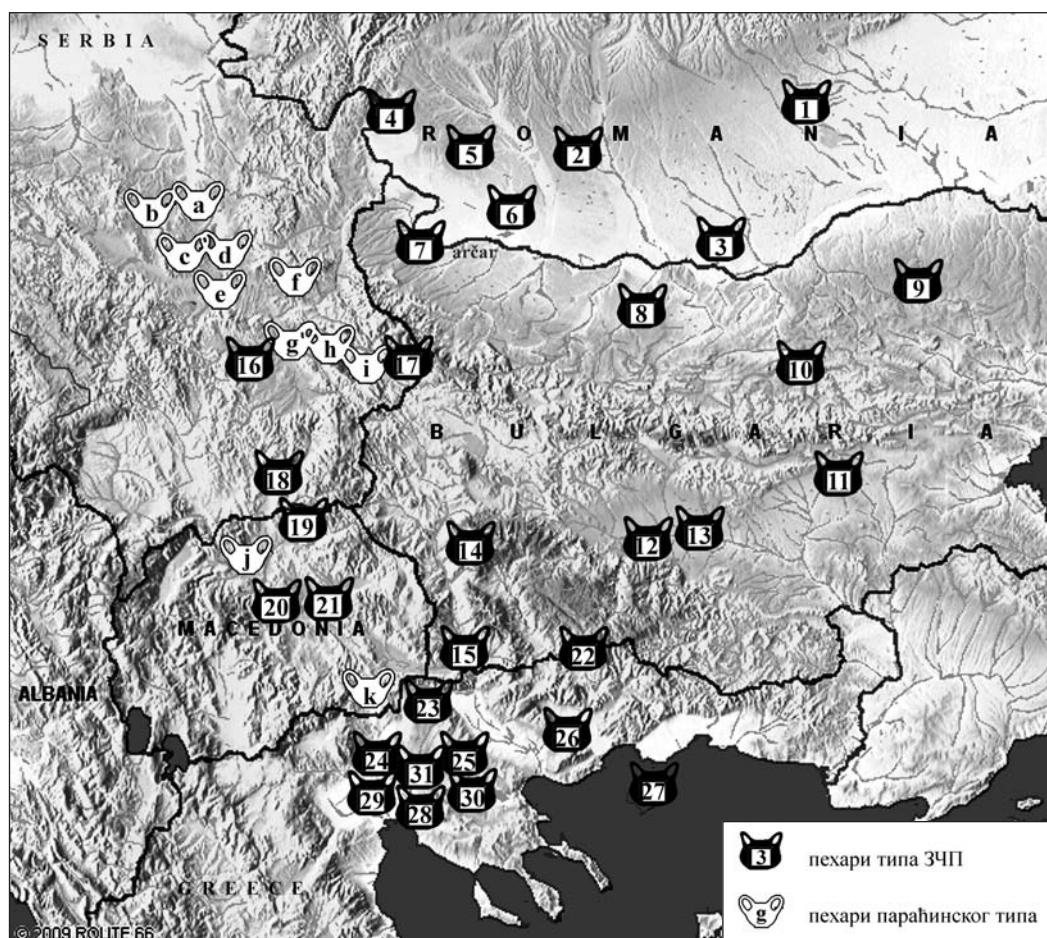 SERBIA
1
4
R O M A N I A
5
2
b
a
6
c
d
7
arčar
3
f
e
9
8
g'
h
16
i
17
10
B U L G A R I A
18
11
19
13
12
14
j
20
21
MACEDONIA
15
22
k
ALBANIA
23
26
24
25
31
29
30
27
28
GREECE
3
пехари типа ЗЧП
g
пехари параћинског типа
© 2009 ROUTE 66